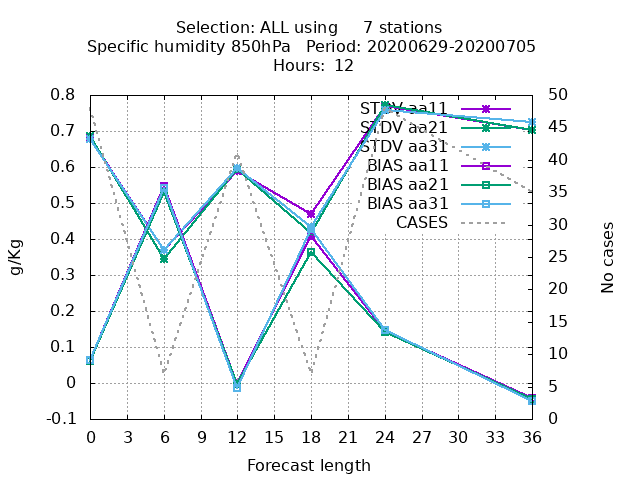 Selection: ALL using     7 stations
Specific humidity 850hPa   Period: 20200629-20200705
Hours: 12
0.8
0.7
0.6
0.5
0.4
0.3
0.2
0.1
0
-0.1
g/Kg
STDV aa11
STDV aa21
STDV aa31
BIAS aa11
BIAS aa21
BIAS aa31
CASES
50
45
40
35
30
25
20
15
10
5
0
No cases
0 3 6 9 12 15 18 21 24 27 30 33 36
Forecast length